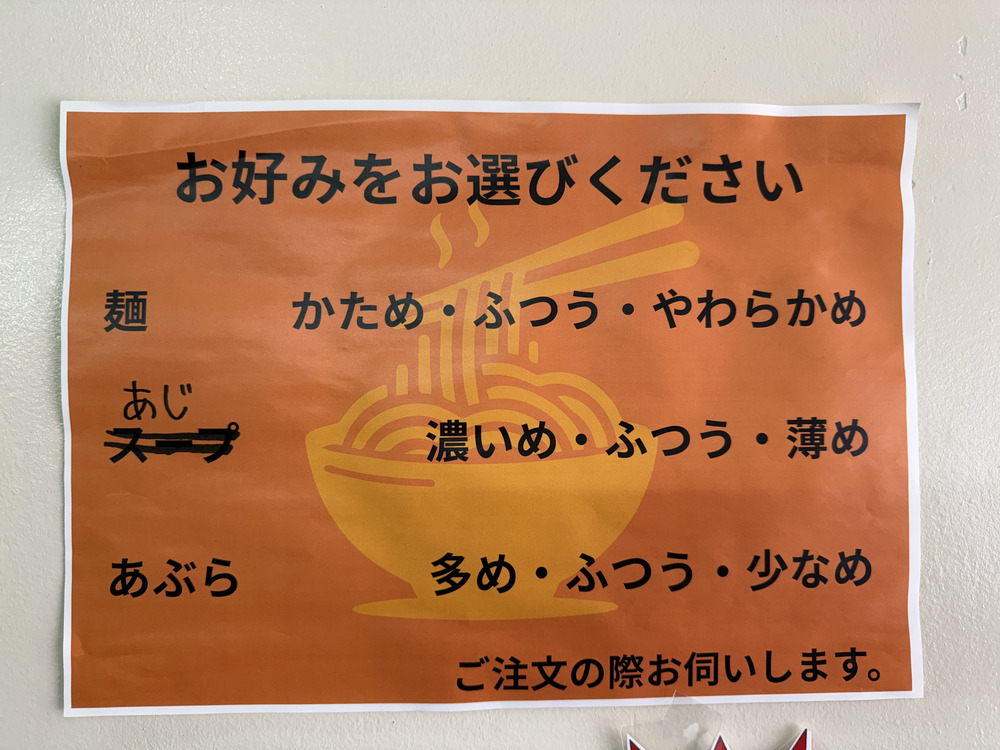 お好みをお選びください
麺 かため・ふつう・やわらかめ
あじ
スープ 濃いめ・ふつう・薄め
あぶら 多め・ふつう・少なめ
ご注文の際お伺いします。